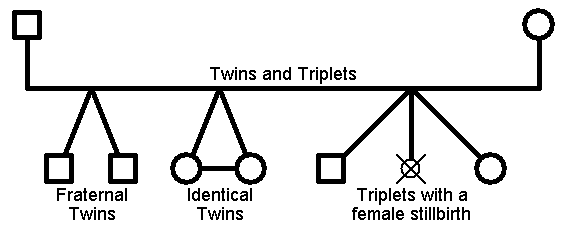 Twins and Triplets
Fraternal
Twins
Identical
Twins
Triplets with a
female stillbirth